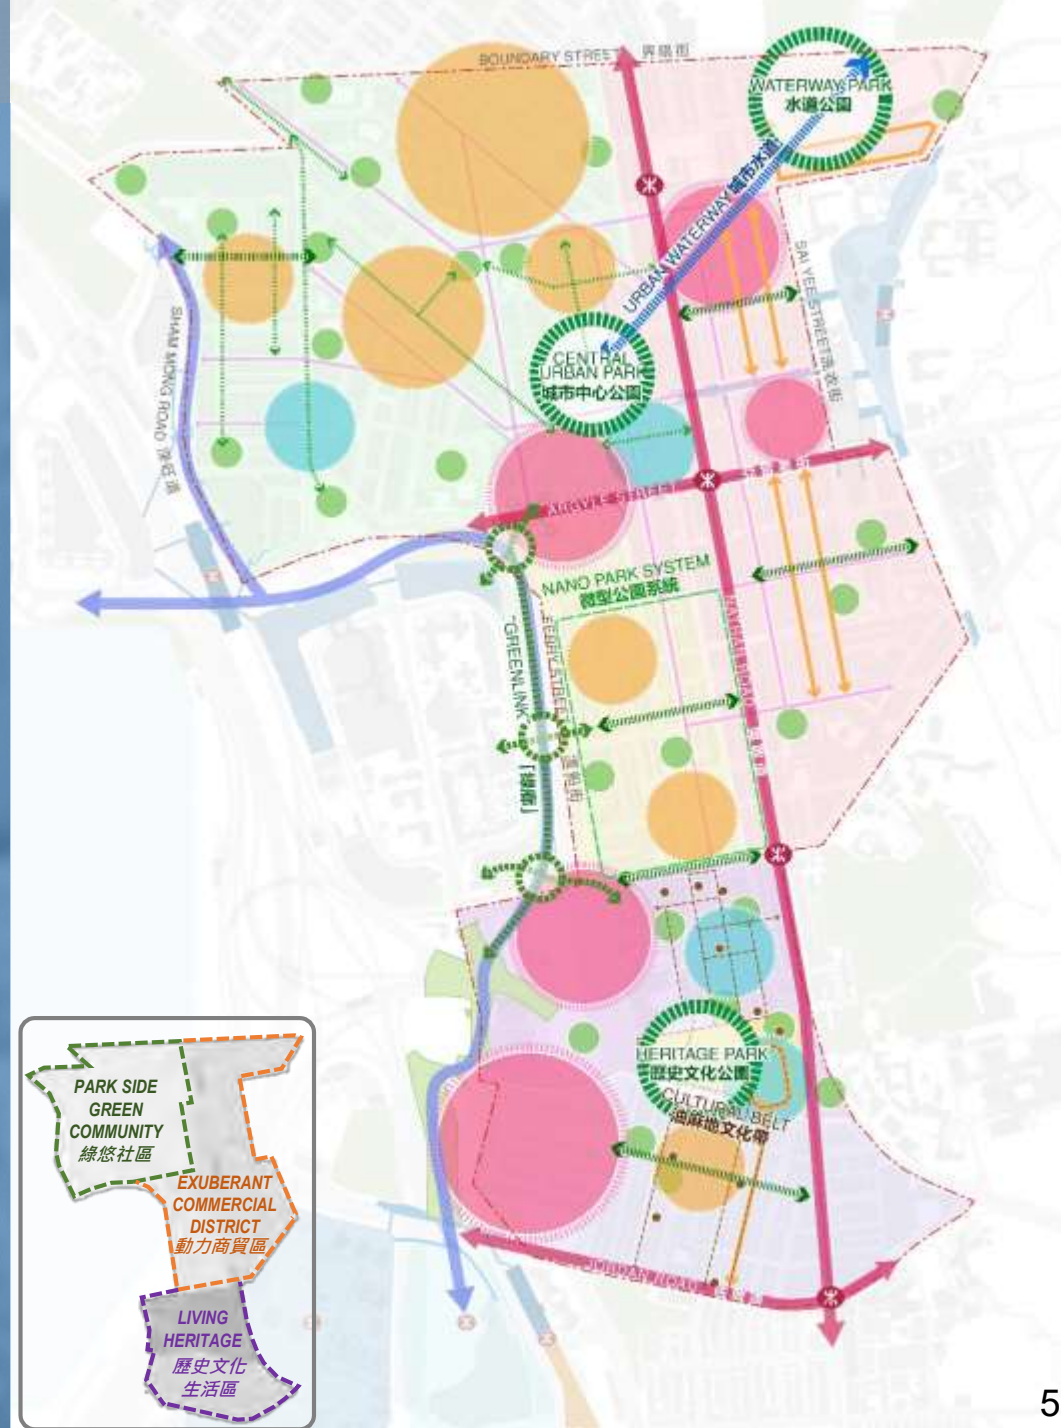 BOUNDARY STREET 界限街
WATERWAY PARK
水道公園
URBAN WATERWAY 城市水道
SAI YEE STREET 洗衣街
CENTRAL
URBAN PARK
城市中心公園
SHAM MONG ROAD 深旺道
ARGYLE STREET
NANO PARK SYSTEM
微型公園系統
FERRY STREET 渡船街
"GREENLINK"
「綠廊」
HERITAGE PARK
歷史文化公園
CULTURAL BELT
油麻地文化帶
JORDAN ROAD
PARK SIDE
GREEN
COMMUNITY
綠悠社區
EXUBERANT
COMMERCIAL
DISTRICT
動力商貿區
LIVING
HERITAGE
歷史文化
生活區
5